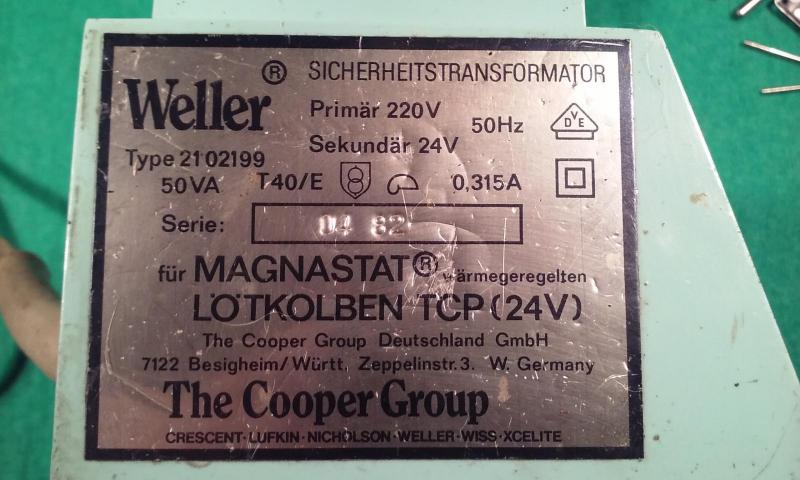 ® SICHERHEITSTRANSFORMATOR
Weller
Primär 220V
50Hz
Sekundär 24V
DVE
Type 2102199
50VA T40/E 8 0,315A
Serie: 04 82
für MAGNASTAT® wärmegeregelten
LÖTKOLBEN TCP (24V)
The Cooper Group Deutschland GmbH
7122 Besigheim/Württ. Zeppelinstr.3. W. Germany
The Cooper Group
CRESCENT·LUFKIN·NICHOLSON·WELLER·WISS·XCELITE